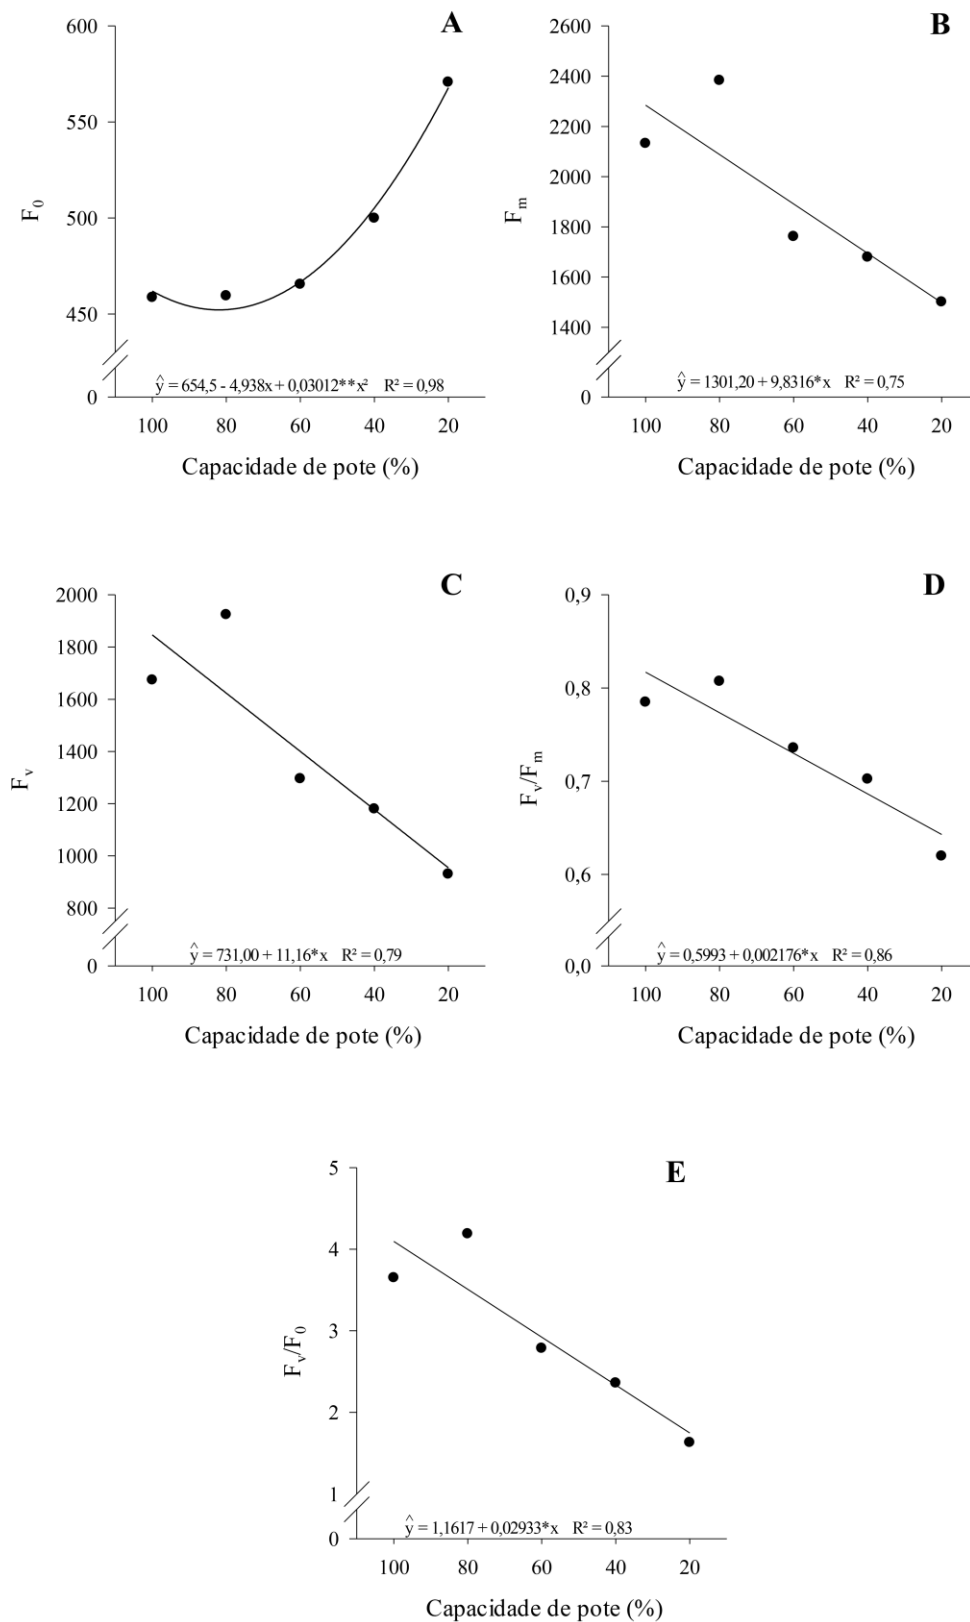 A
600
550
500
450
0
F₀
ŷ = 654,5 - 4,938x + 0,03012**x² R² = 0,98
100 80 60 40 20
Capacidade de pote (%)
B
2600
2400
2200
2000
1800
1600
1400
0
Fₘ
ŷ = 1301,20 + 9,8316*x R² = 0,75
100 80 60 40 20
Capacidade de pote (%)
C
2000
1800
1600
1400
1200
1000
800
0
Fᵥ
ŷ = 731,00 + 11,16*x R² = 0,79
100 80 60 40 20
Capacidade de pote (%)
D
0,9
0,8
0,7
0,6
0,0
Fᵥ/Fₘ
ŷ = 0,5993 + 0,002176*x R² = 0,86
100 80 60 40 20
Capacidade de pote (%)
E
5
4
3
2
1
0
Fᵥ/F₀
ŷ = 1,1617 + 0,02933*x R² = 0,83
100 80 60 40 20
Capacidade de pote (%)